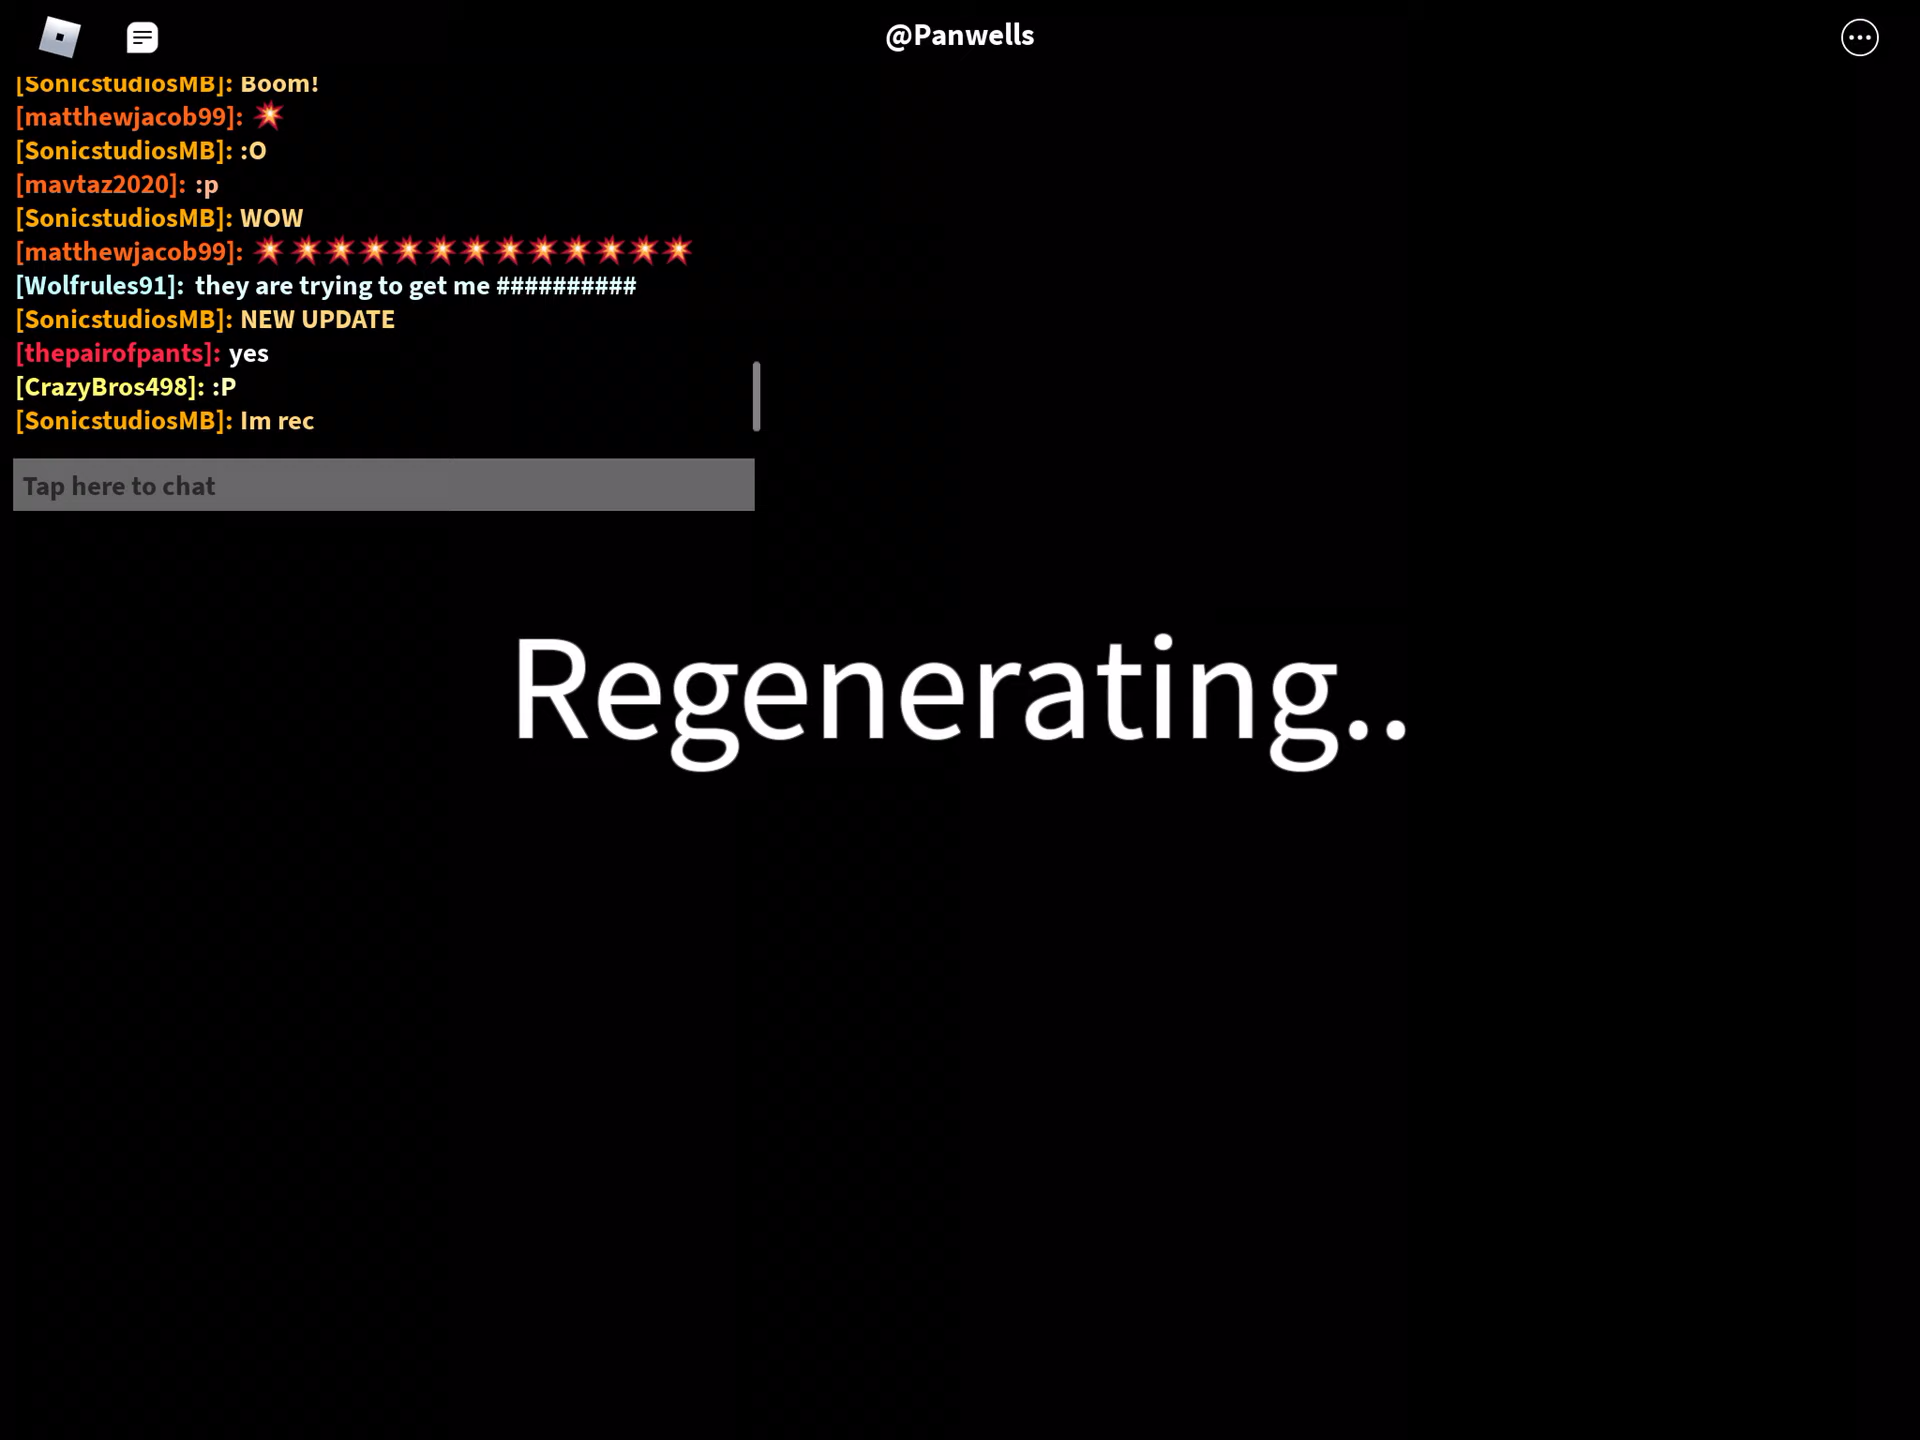 @Panwells
[SonicstudiosMB]: Boom!
[matthewjacob99]: 💥
[SonicstudiosMB]: :O
[mavtaz2020]: :p
[SonicstudiosMB]: WOW
[matthewjacob99]: 💥 💥💥💥💥💥💥💥💥💥💥💥💥
[Wolfrules91]: they are trying to get me ##########
[SonicstudiosMB]: NEW UPDATE
[thepairofpants]: yes
[CrazyBros498]: :P
[SonicstudiosMB]: Im rec
Tap here to chat
Regenerating..